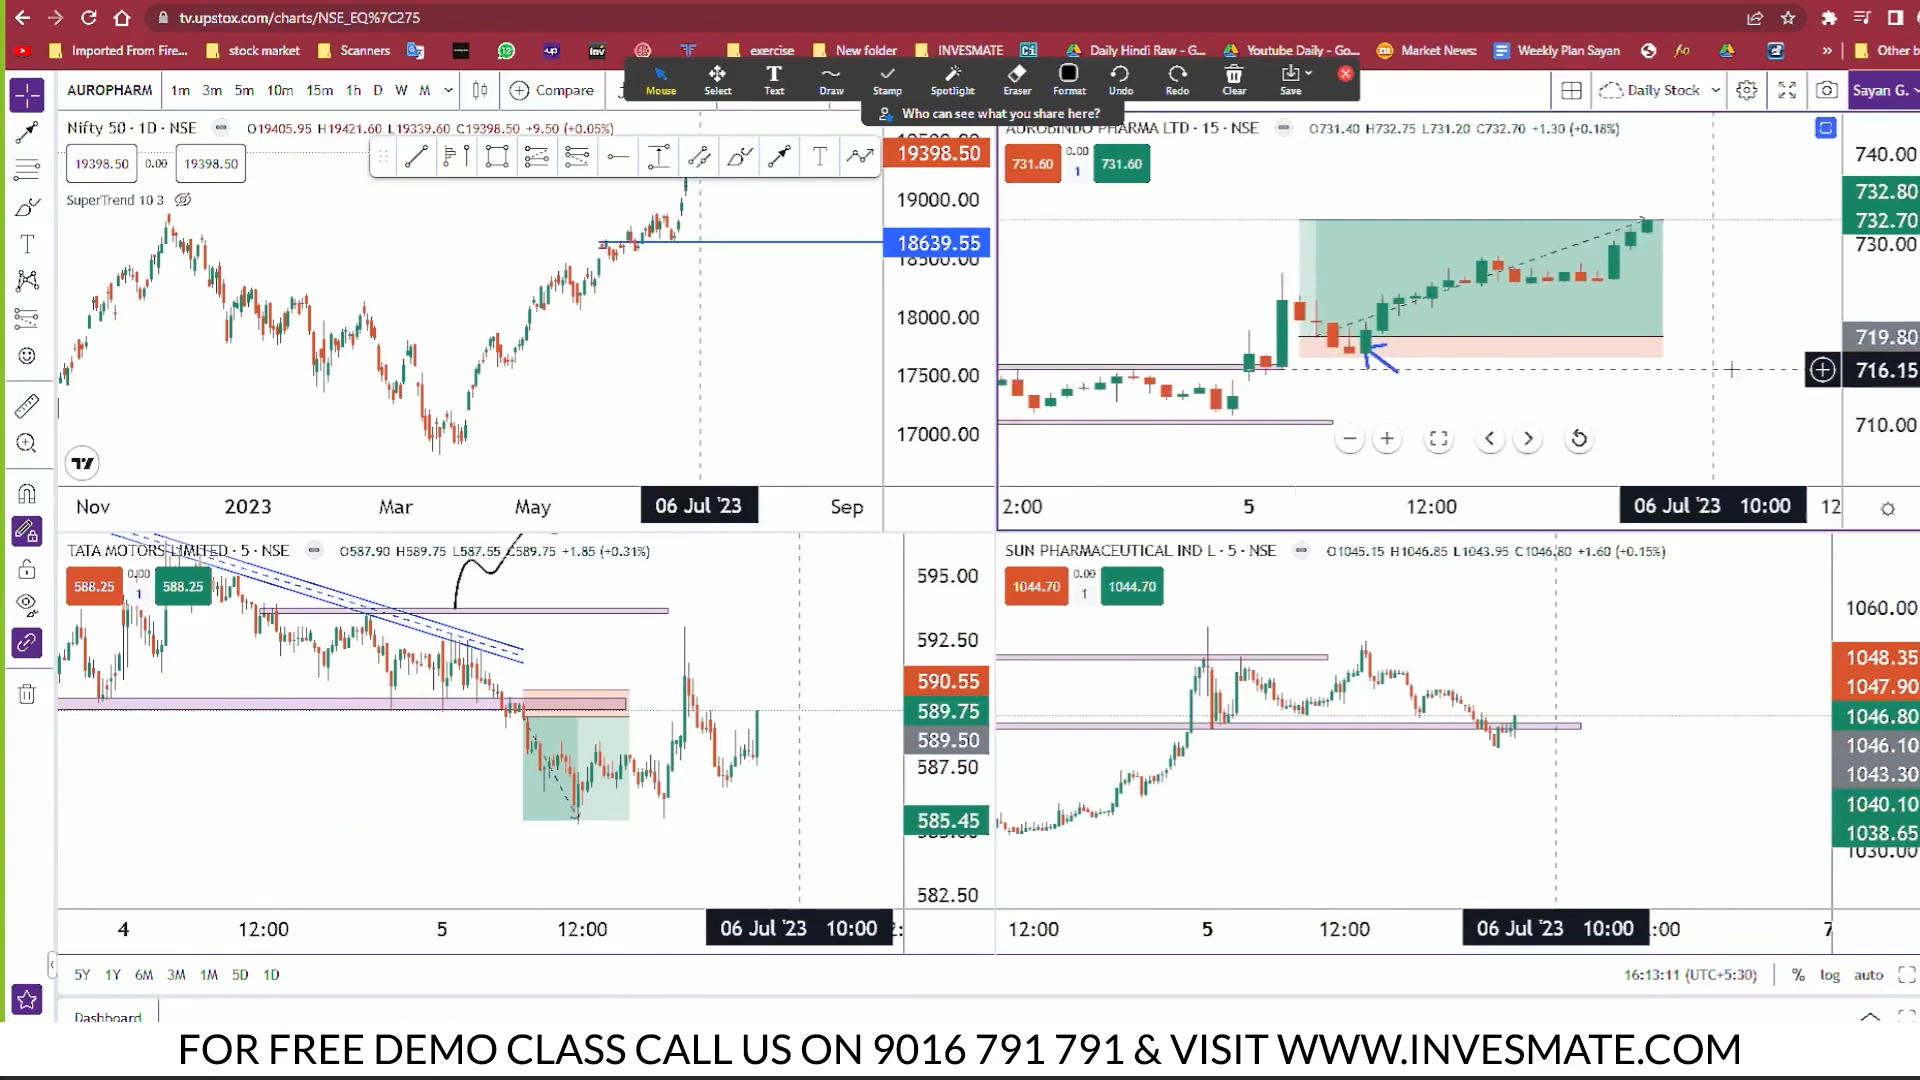 tv.upstox.com/charts/NSE_EQ%7C275
Imported From Fire... stock market Scanners exercise New folder INVESMATE Daily Hindi Raw - G... Youtube Daily - Go... Market News: Weekly Plan Sayan » Other b
Mouse Select Text Draw Stamp Spotlight Eraser Format Undo Redo Clear Save
Who can see what you share here?
AUROPHARM 1m 3m 5m 10m 15m 1h D W M Compare Daily Stock Sayan G.
Nifty 50 · 1D · NSE O19405.95 H19421.60 L19339.60 C19398.50 +9.50 (+0.05%)
19398.50 0.00 19398.50
SuperTrend 10 3
19398.50
19000.00
18639.55
18500.00
18000.00
17500.00
17000.00
Nov 2023 Mar May 06 Jul '23 Sep
AUROBINDO PHARMA LTD · 15 · NSE O731.40 H732.75 L731.20 C732.70 +1.30 (+0.18%)
731.60 0.00 1 731.60
740.00
732.80
732.70
730.00
719.80
716.15
710.00
2:00 5 12:00 06 Jul '23 10:00 12
TATA MOTORS LIMITED · 5 · NSE O587.90 H589.75 L587.55 C589.75 +1.85 (+0.31%)
588.25 0.00 1 588.25
595.00
592.50
590.55
589.75
589.50
587.50
585.45
585.00
582.50
4 12:00 5 12:00 06 Jul '23 10:00 2:
SUN PHARMACEUTICAL IND L · 5 · NSE O1045.15 H1046.85 L1043.95 C1046.80 +1.60 (+0.15%)
1044.70 0.00 1 1044.70
1060.00
1048.35
1047.90
1046.80
1046.10
1043.30
1040.10
1038.65
1030.00
12:00 5 12:00 06 Jul '23 10:00 :00 7
5Y 1Y 6M 3M 1M 5D 1D 16:13:11 (UTC+5:30) % log auto
Dashboard
FOR FREE DEMO CLASS CALL US ON 9016 791 791 & VISIT WWW.INVESMATE.COM